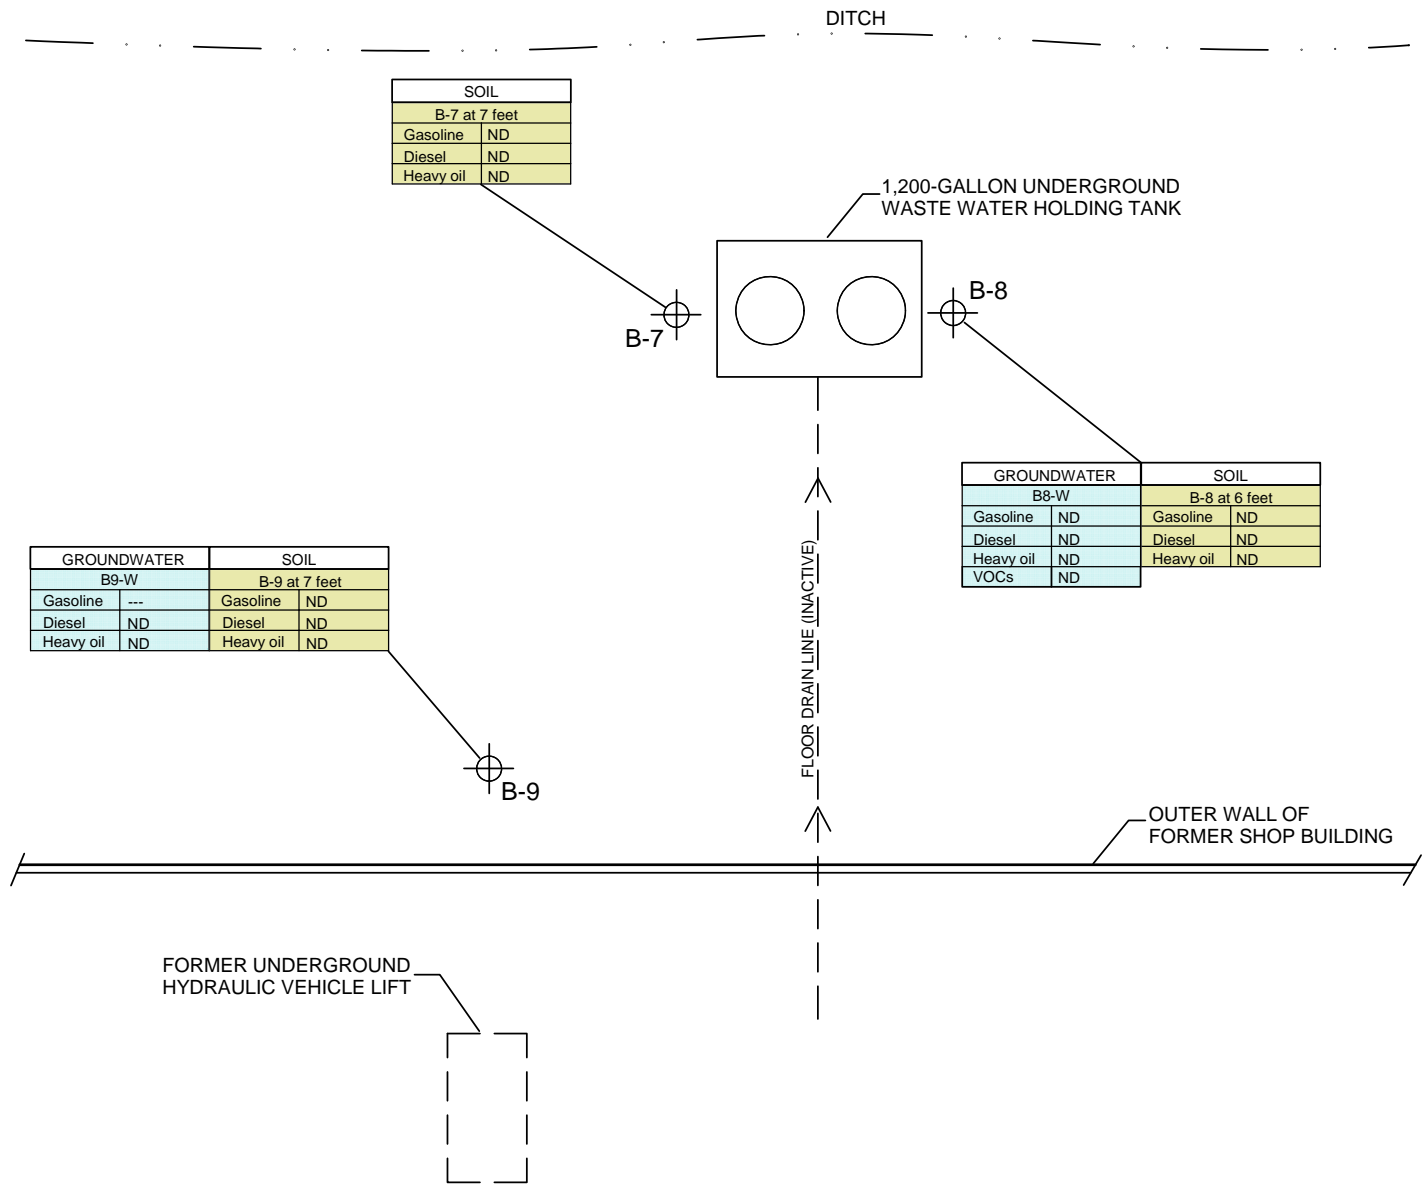 DITCH
SOIL
B-7 at 7 feet
Gasoline ND
Diesel ND
Heavy oil ND
1,200-GALLON UNDERGROUND
WASTE WATER HOLDING TANK
B-7
B-8
GROUNDWATER SOIL
B8-W B-8 at 6 feet
Gasoline ND Gasoline ND
Diesel ND Diesel ND
Heavy oil ND Heavy oil ND
VOCs ND
GROUNDWATER SOIL
B9-W B-9 at 7 feet
Gasoline --- Gasoline ND
Diesel ND Diesel ND
Heavy oil ND Heavy oil ND
FLOOR DRAIN LINE (INACTIVE)
B-9
OUTER WALL OF
FORMER SHOP BUILDING
FORMER UNDERGROUND
HYDRAULIC VEHICLE LIFT